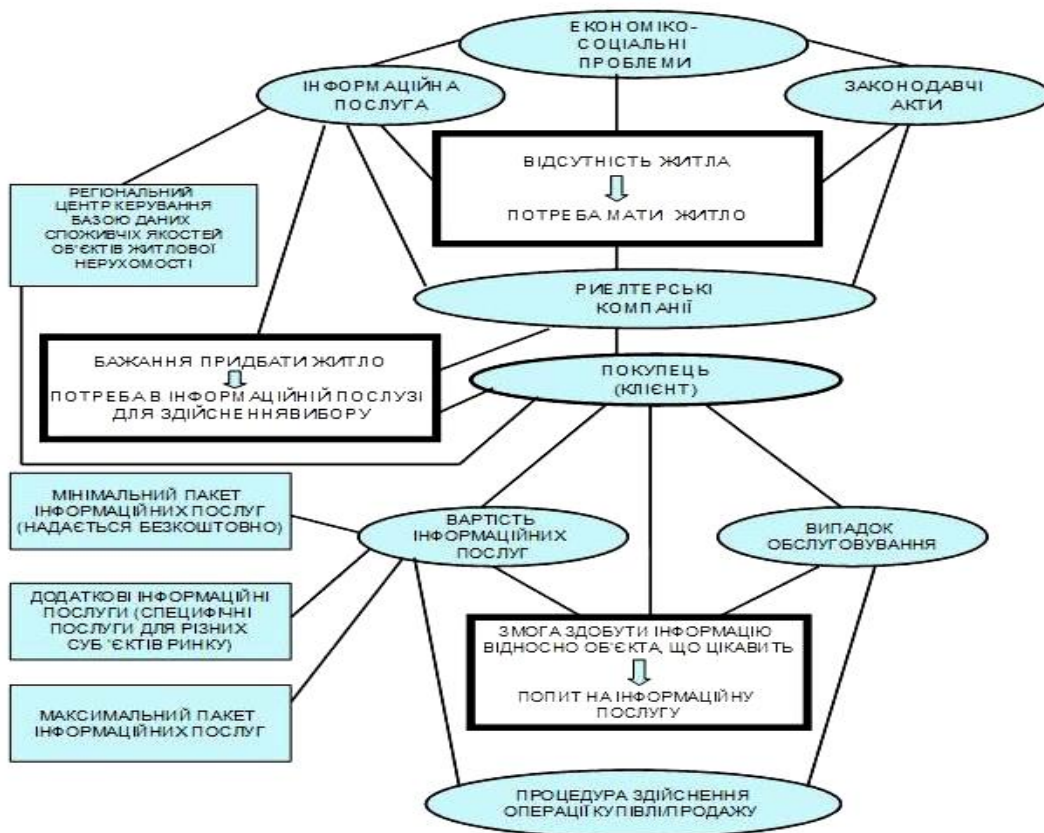 ЕКОНОМІКО-
СОЦІАЛЬНІ
ПРОБЛЕМИ
ІНФОРМАЦІЙНА
ПОСЛУГА
ЗАКОНОДАВЧІ
АКТИ
ВІДСУТНІСТЬ ЖИТЛА
ПОТРЕБА МАТИ ЖИТЛО
РЕГІОНАЛЬНИЙ
ЦЕНТР КЕРУВАННЯ
БАЗОЮ ДАНИХ
СПОЖИВЧІХ ЯКОСТЕЙ
ОБ'ЄКТІВ ЖИТЛОВОЇ
НЕРУХОМОСТІ
РИЕЛТЕРСЬКІ
КОМПАНІЇ
БАЖАННЯ ПРИДБАТИ ЖИТЛО
ПОТРЕБА В ІНФОРМАЦІЙНІЙ ПОСЛУЗІ
ДЛЯ ЗДІЙСНЕННЯ ВИБОРУ
ПОКУПЕЦЬ
(КЛІЄНТ)
МІНІМАЛЬНИЙ ПАКЕТ
ІНФОРМАЦІЙНИХ ПОСЛУГ
(НАДАЄТЬСЯ БЕЗКОШТОВНО)
ВАРТІСТЬ
ІНФОРМАЦІЙНИХ
ПОСЛУГ
ВИПАДОК
ОБСЛУГОВУВАННЯ
ДОДАТКОВІ ІНФОРМАЦІЙНІ
ПОСЛУГИ (СПЕЦИФІЧНІ
ПОСЛУГИ ДЛЯ РІЗНИХ
СУБ 'ЄКТІВ РИНКУ)
ЗМОГА ЗДОБУТИ ІНФОРМАЦІЮ
ВІДНОСНО ОБ'ЄКТА, ЩО ЦІКАВИТЬ
ПОПИТ НА ІНФОРМАЦІЙНУ
ПОСЛУГУ
МАКСИМАЛЬНИЙ ПАКЕТ
ІНФОРМАЦІЙНИХ ПОСЛУГ
ПРОЦЕДУРА ЗДІЙСНЕННЯ
ОПЕРАЦІЇ КУПІВЛІ/ПРОДАЖУ